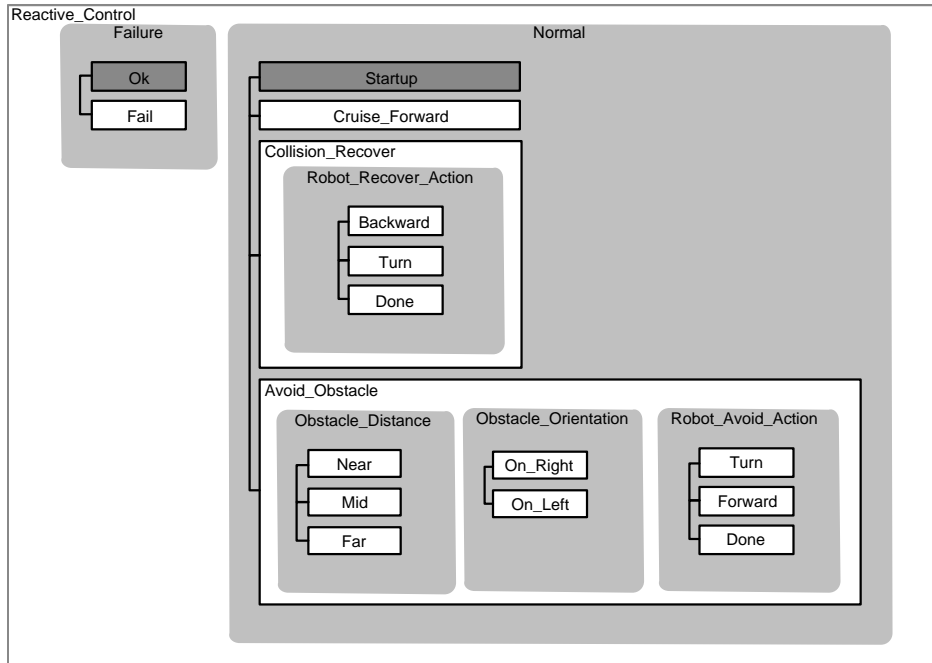 Reactive_Control
Failure
Ok
Fail
Normal
Startup
Cruise_Forward
Collision_Recover
Robot_Recover_Action
Backward
Turn
Done
Avoid_Obstacle
Obstacle_Distance
Near
Mid
Far
Obstacle_Orientation
On_Right
On_Left
Robot_Avoid_Action
Turn
Forward
Done